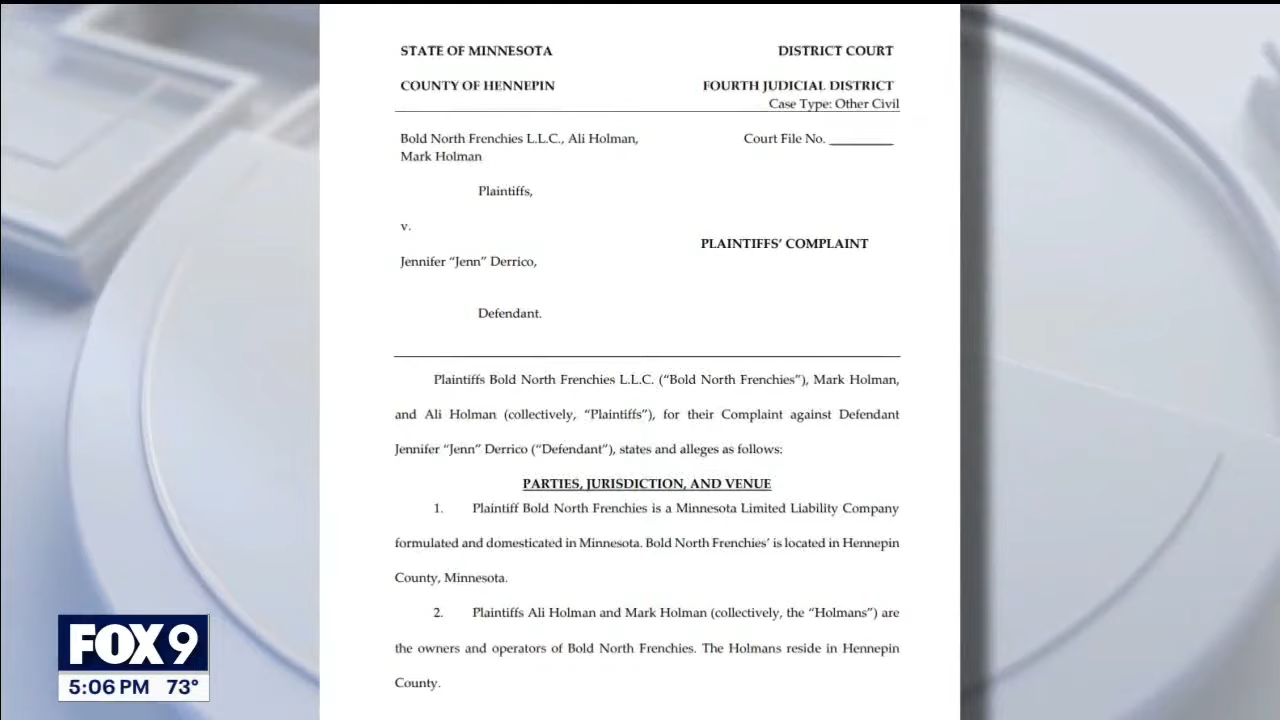 STATE OF MINNESOTA DISTRICT COURT
COUNTY OF HENNEPIN FOURTH JUDICIAL DISTRICT
Case Type: Other Civil
Bold North Frenchies L.L.C., Ali Holman, Court File No. ________
Mark Holman
Plaintiffs,
v.
PLAINTIFFS’ COMPLAINT
Jennifer “Jenn” Derrico,
Defendant.
Plaintiffs Bold North Frenchies L.L.C. (“Bold North Frenchies”), Mark Holman,
and Ali Holman (collectively, “Plaintiffs”), for their Complaint against Defendant
Jennifer “Jenn” Derrico (“Defendant”), states and alleges as follows:
PARTIES, JURISDICTION, AND VENUE
1. Plaintiff Bold North Frenchies is a Minnesota Limited Liability Company
formulated and domesticated in Minnesota. Bold North Frenchies’ is located in Hennepin
County, Minnesota.
2. Plaintiffs Ali Holman and Mark Holman (collectively, the “Holmans”) are
the owners and operators of Bold North Frenchies. The Holmans reside in Hennepin
County.
FOX 9
5:06 PM 73°